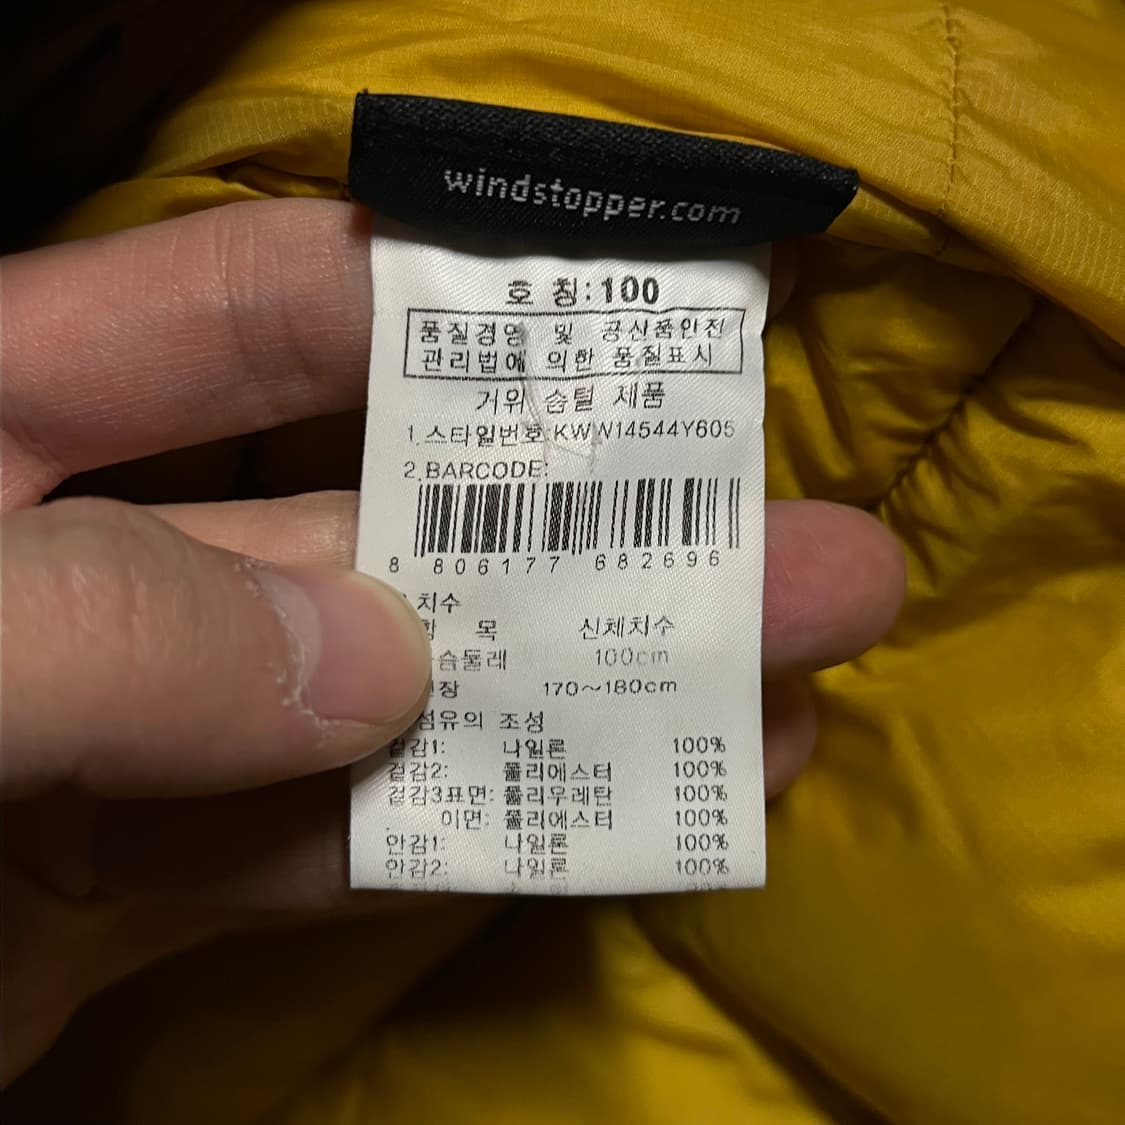 windstopper.com
호 칭:100
품질경영 및 공산품안전
관리법에 의한 품질표시
거위 솜털 제품
1.스타일번호:KWW14544Y605
2.BARCODE:
8 806177 682696
치수
항 목 신체치수
슴둘레 100cm
장 170~180cm
섬유의 조성
겉감1: 나일론 100%
겉감2: 폴리에스터 100%
겉감3표면: 폴리우레탄 100%
이면: 폴리에스터 100%
안감1: 나일론 100%
안감2: 나일론 100%